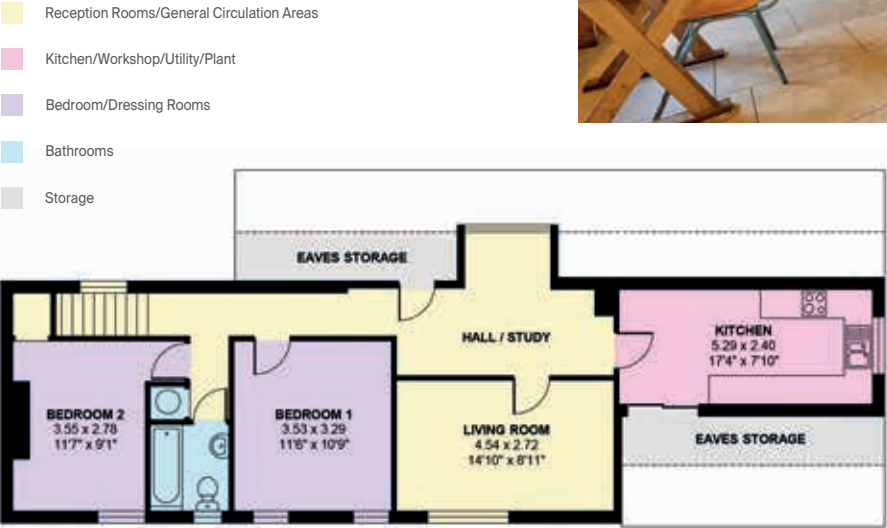 Reception Rooms/General Circulation Areas
Kitchen/Workshop/Utility/Plant
Bedroom/Dressing Rooms
Bathrooms
Storage
EAVES STORAGE
HALL / STUDY
KITCHEN
5.29 x 2.40
17'4" x 7'10"
BEDROOM 2
3.55 x 2.78
11'7" x 9'1"
BEDROOM 1
3.53 x 3.29
11'6" x 10'9"
LIVING ROOM
4.54 x 2.72
14'10" x 8'11"
EAVES STORAGE